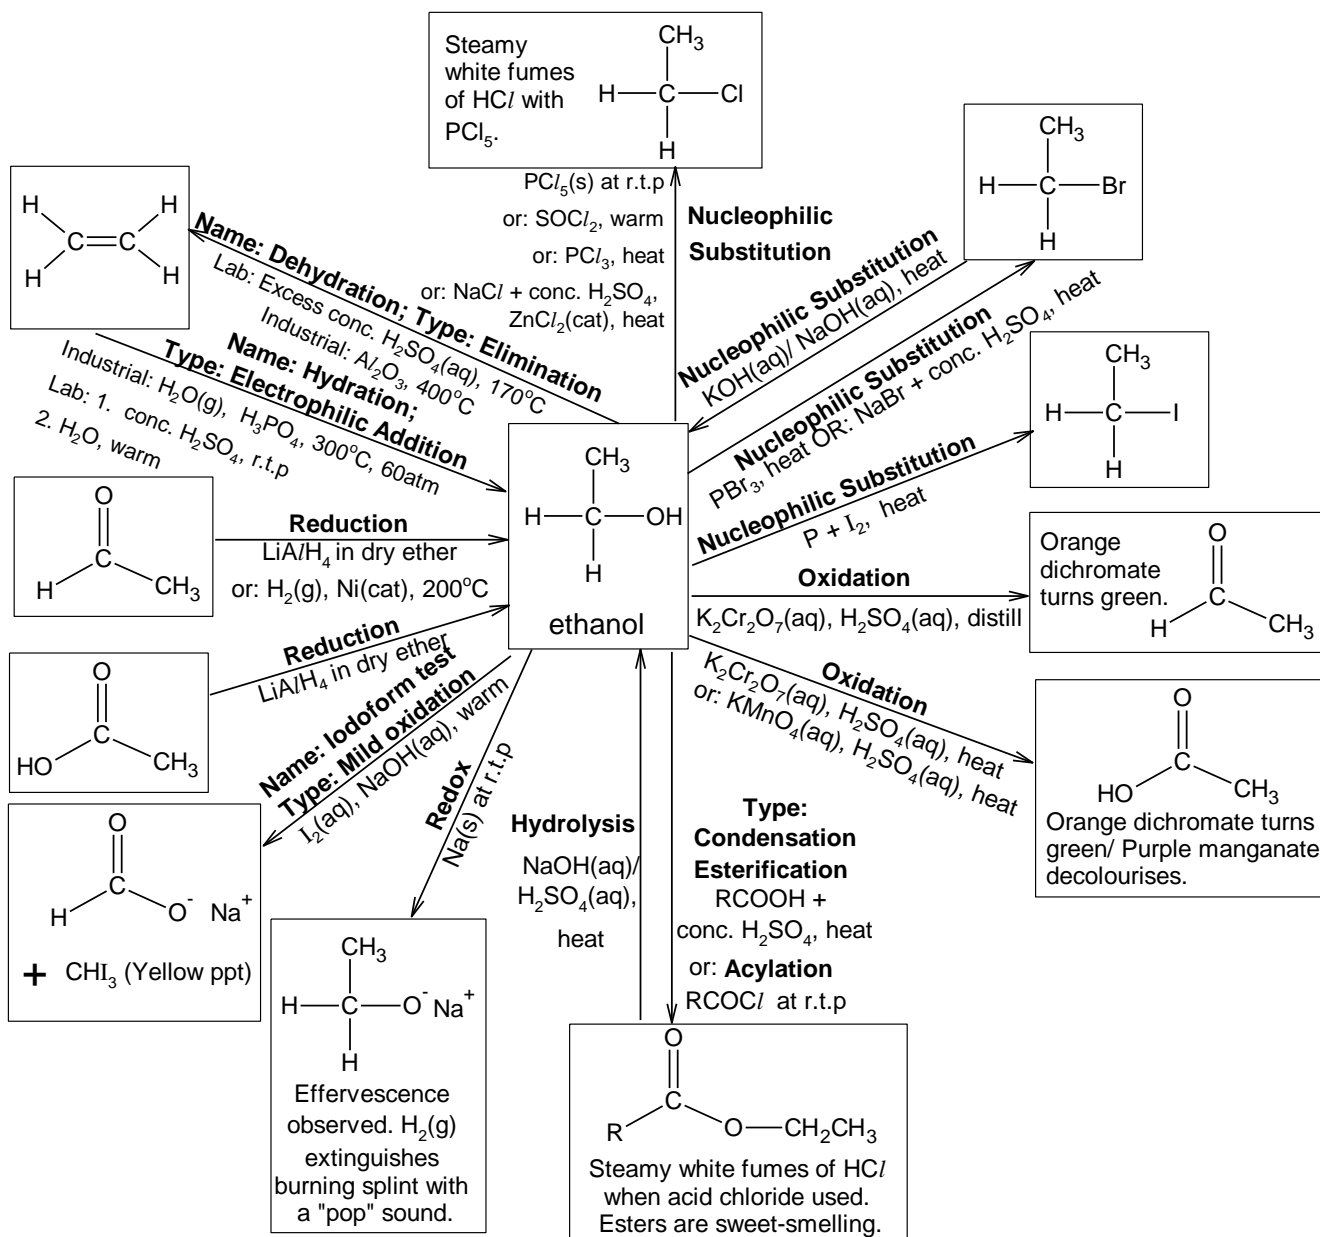 Steamy
white fumes
of HCl with
PCl₅.
CH₃
H
C
Cl
H
PCl₅(s) at r.t.p
or: SOCl₂, warm
or: PCl₃, heat
or: NaCl + conc. H₂SO₄,
ZnCl₂(cat), heat
Nucleophilic
Substitution
CH₃
H
C
Br
H
Nucleophilic Substitution
KOH(aq)/ NaOH(aq), heat
Nucleophilic Substitution
PBr₃, heat OR: NaBr + conc. H₂SO₄, heat
H
H
C
C
H
H
Name: Dehydration; Type: Elimination
Lab: Excess conc. H₂SO₄(aq), 170°C
Industrial: Al₂O₃, 400°C
Name: Hydration;
Type: Electrophilic Addition
Industrial: H₂O(g), H₃PO₄, 300°C, 60atm
Lab: 1. conc. H₂SO₄, r.t.p
2. H₂O, warm
CH₃
H
C
I
H
Nucleophilic Substitution
P + I₂, heat
CH₃
H
C
OH
H
ethanol
O
C
H
CH₃
Reduction
LiAlH₄ in dry ether
or: H₂(g), Ni(cat), 200°C
Oxidation
K₂Cr₂O₇(aq), H₂SO₄(aq), distill
Orange
dichromate
turns green.
O
C
H
CH₃
O
C
HO
CH₃
Reduction
LiAlH₄ in dry ether
Oxidation
K₂Cr₂O₇(aq), H₂SO₄(aq), heat
or: KMnO₄(aq), H₂SO₄(aq), heat
O
C
HO
CH₃
Orange dichromate turns
green/ Purple manganate
decolourises.
Name: Iodoform test
Type: Mild oxidation
I₂(aq), NaOH(aq), warm
O
C
H
O⁻ Na⁺
+ CHI₃ (Yellow ppt)
Redox
Na(s) at r.t.p
CH₃
H
C
O⁻ Na⁺
H
Effervescence
observed. H₂(g)
extinguishes
burning splint with
a "pop" sound.
Hydrolysis
NaOH(aq)/
H₂SO₄(aq),
heat
Type:
Condensation
Esterification
RCOOH +
conc. H₂SO₄, heat
or: Acylation
RCOCl at r.t.p
O
C
R
O
CH₂CH₃
Steamy white fumes of HCl
when acid chloride used.
Esters are sweet-smelling.